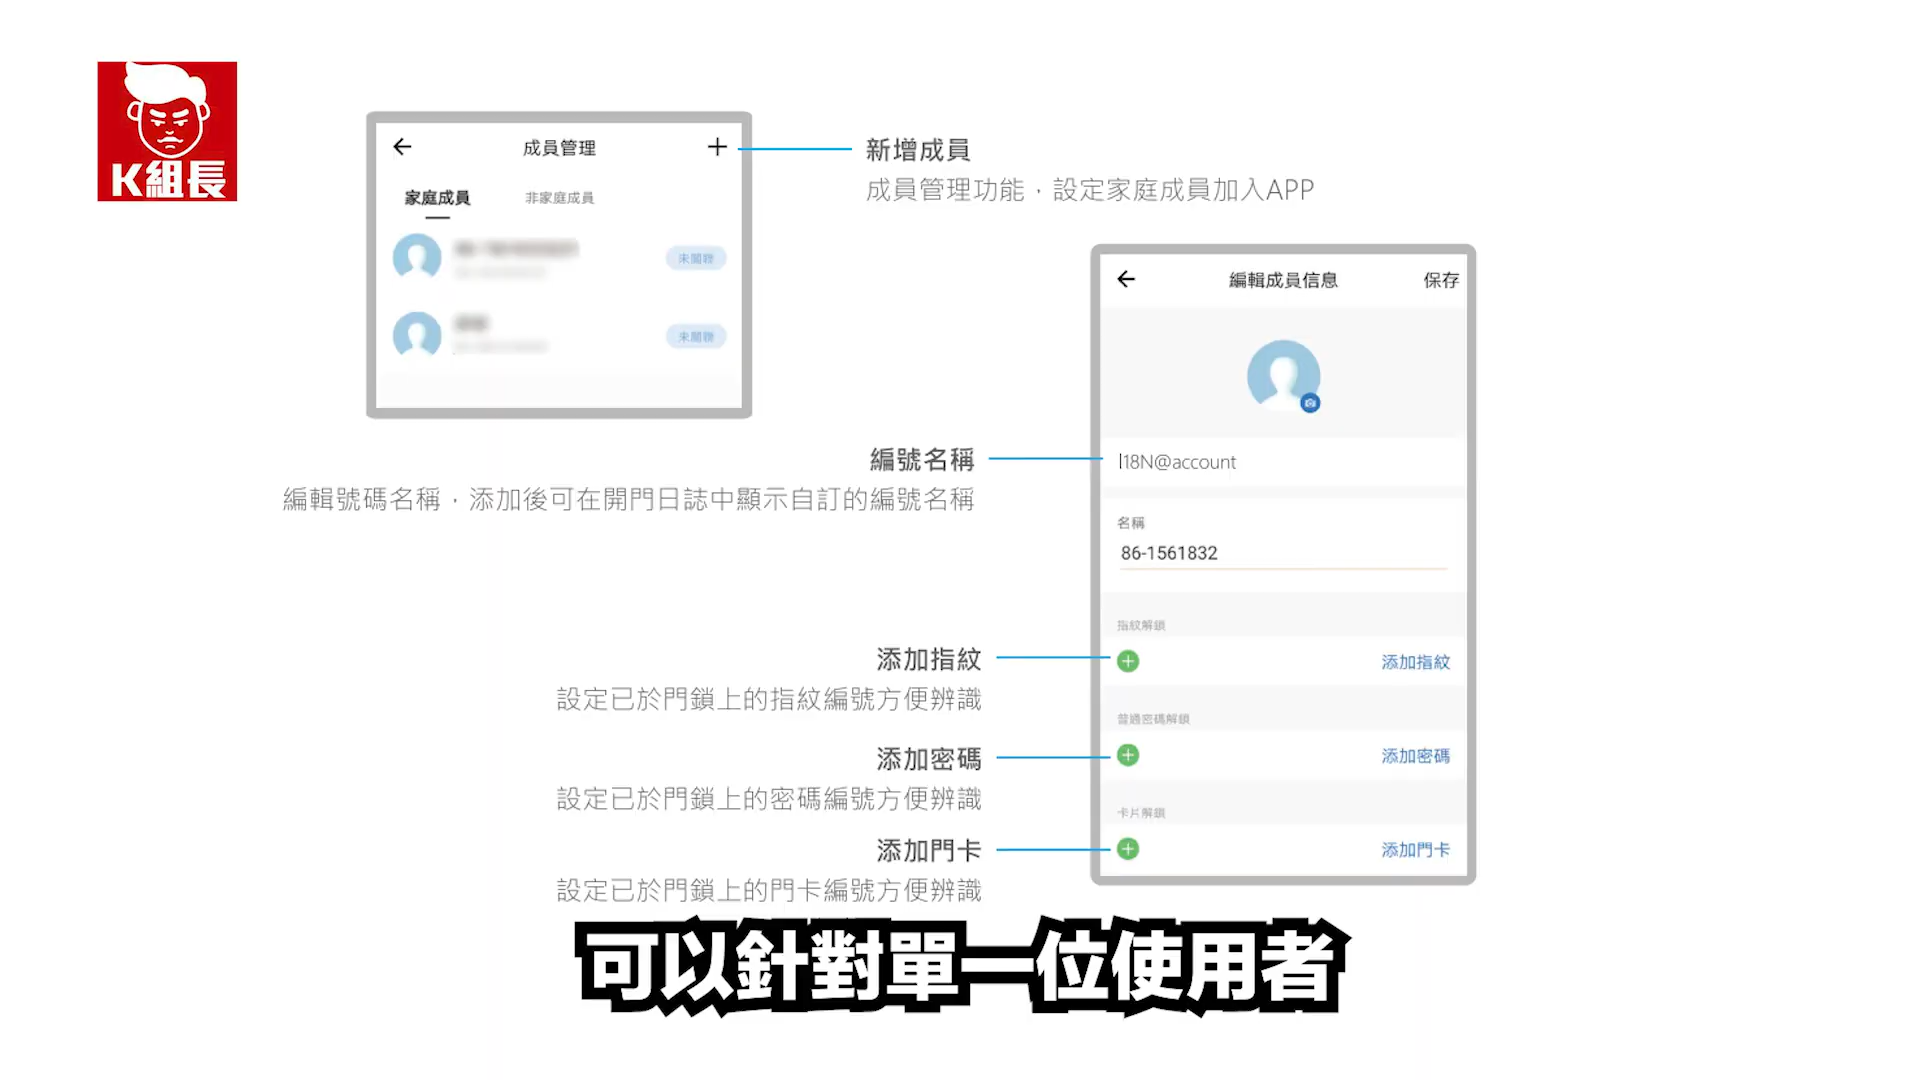 K組長
成員管理
家庭成員 非家庭成員
未關聯
未關聯
新增成員
成員管理功能，設定家庭成員加入APP
編輯成員信息 保存
編號名稱
編輯號碼名稱，添加後可在開門日誌中顯示自訂的編號名稱
I18N@account
名稱
86-1561832
指紋解鎖
添加指紋
設定已於門鎖上的指紋編號方便辨識
添加指紋
普通密碼解鎖
添加密碼
設定已於門鎖上的密碼編號方便辨識
添加密碼
卡片解鎖
添加門卡
設定已於門鎖上的門卡編號方便辨識
添加門卡
可以針對單一位使用者